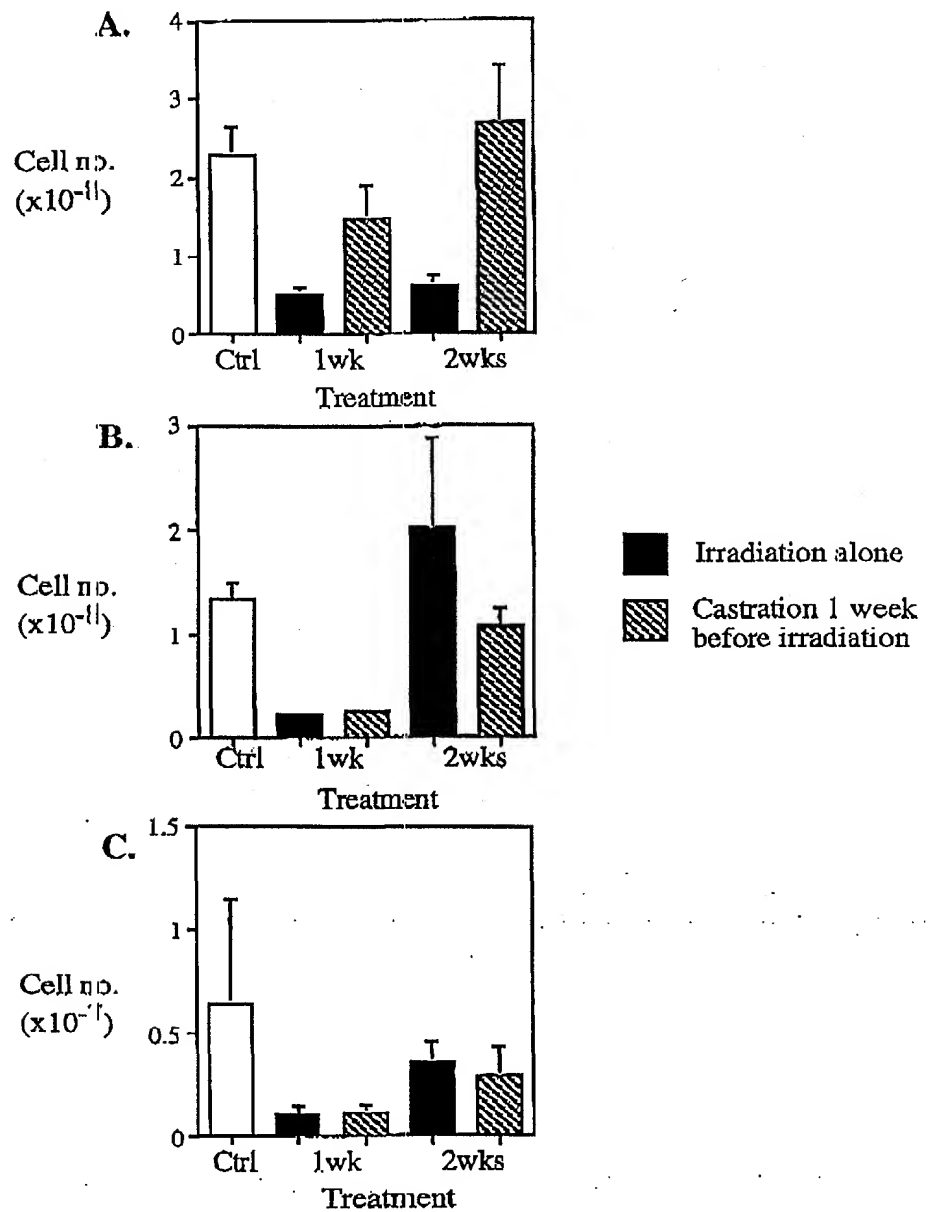 A.
4
3
2
1
0
Cell no.
Ctrl
1wk
2wks
Treatment
B.
3
2
1
0
Cell no.
Ctrl
1wk
2wks
Treatment
Irradiation alone
Castration 1 week
before irradiation
C.
1.5
1
0.5
0
Cell no.
Ctrl
1wk
2wks
Treatment